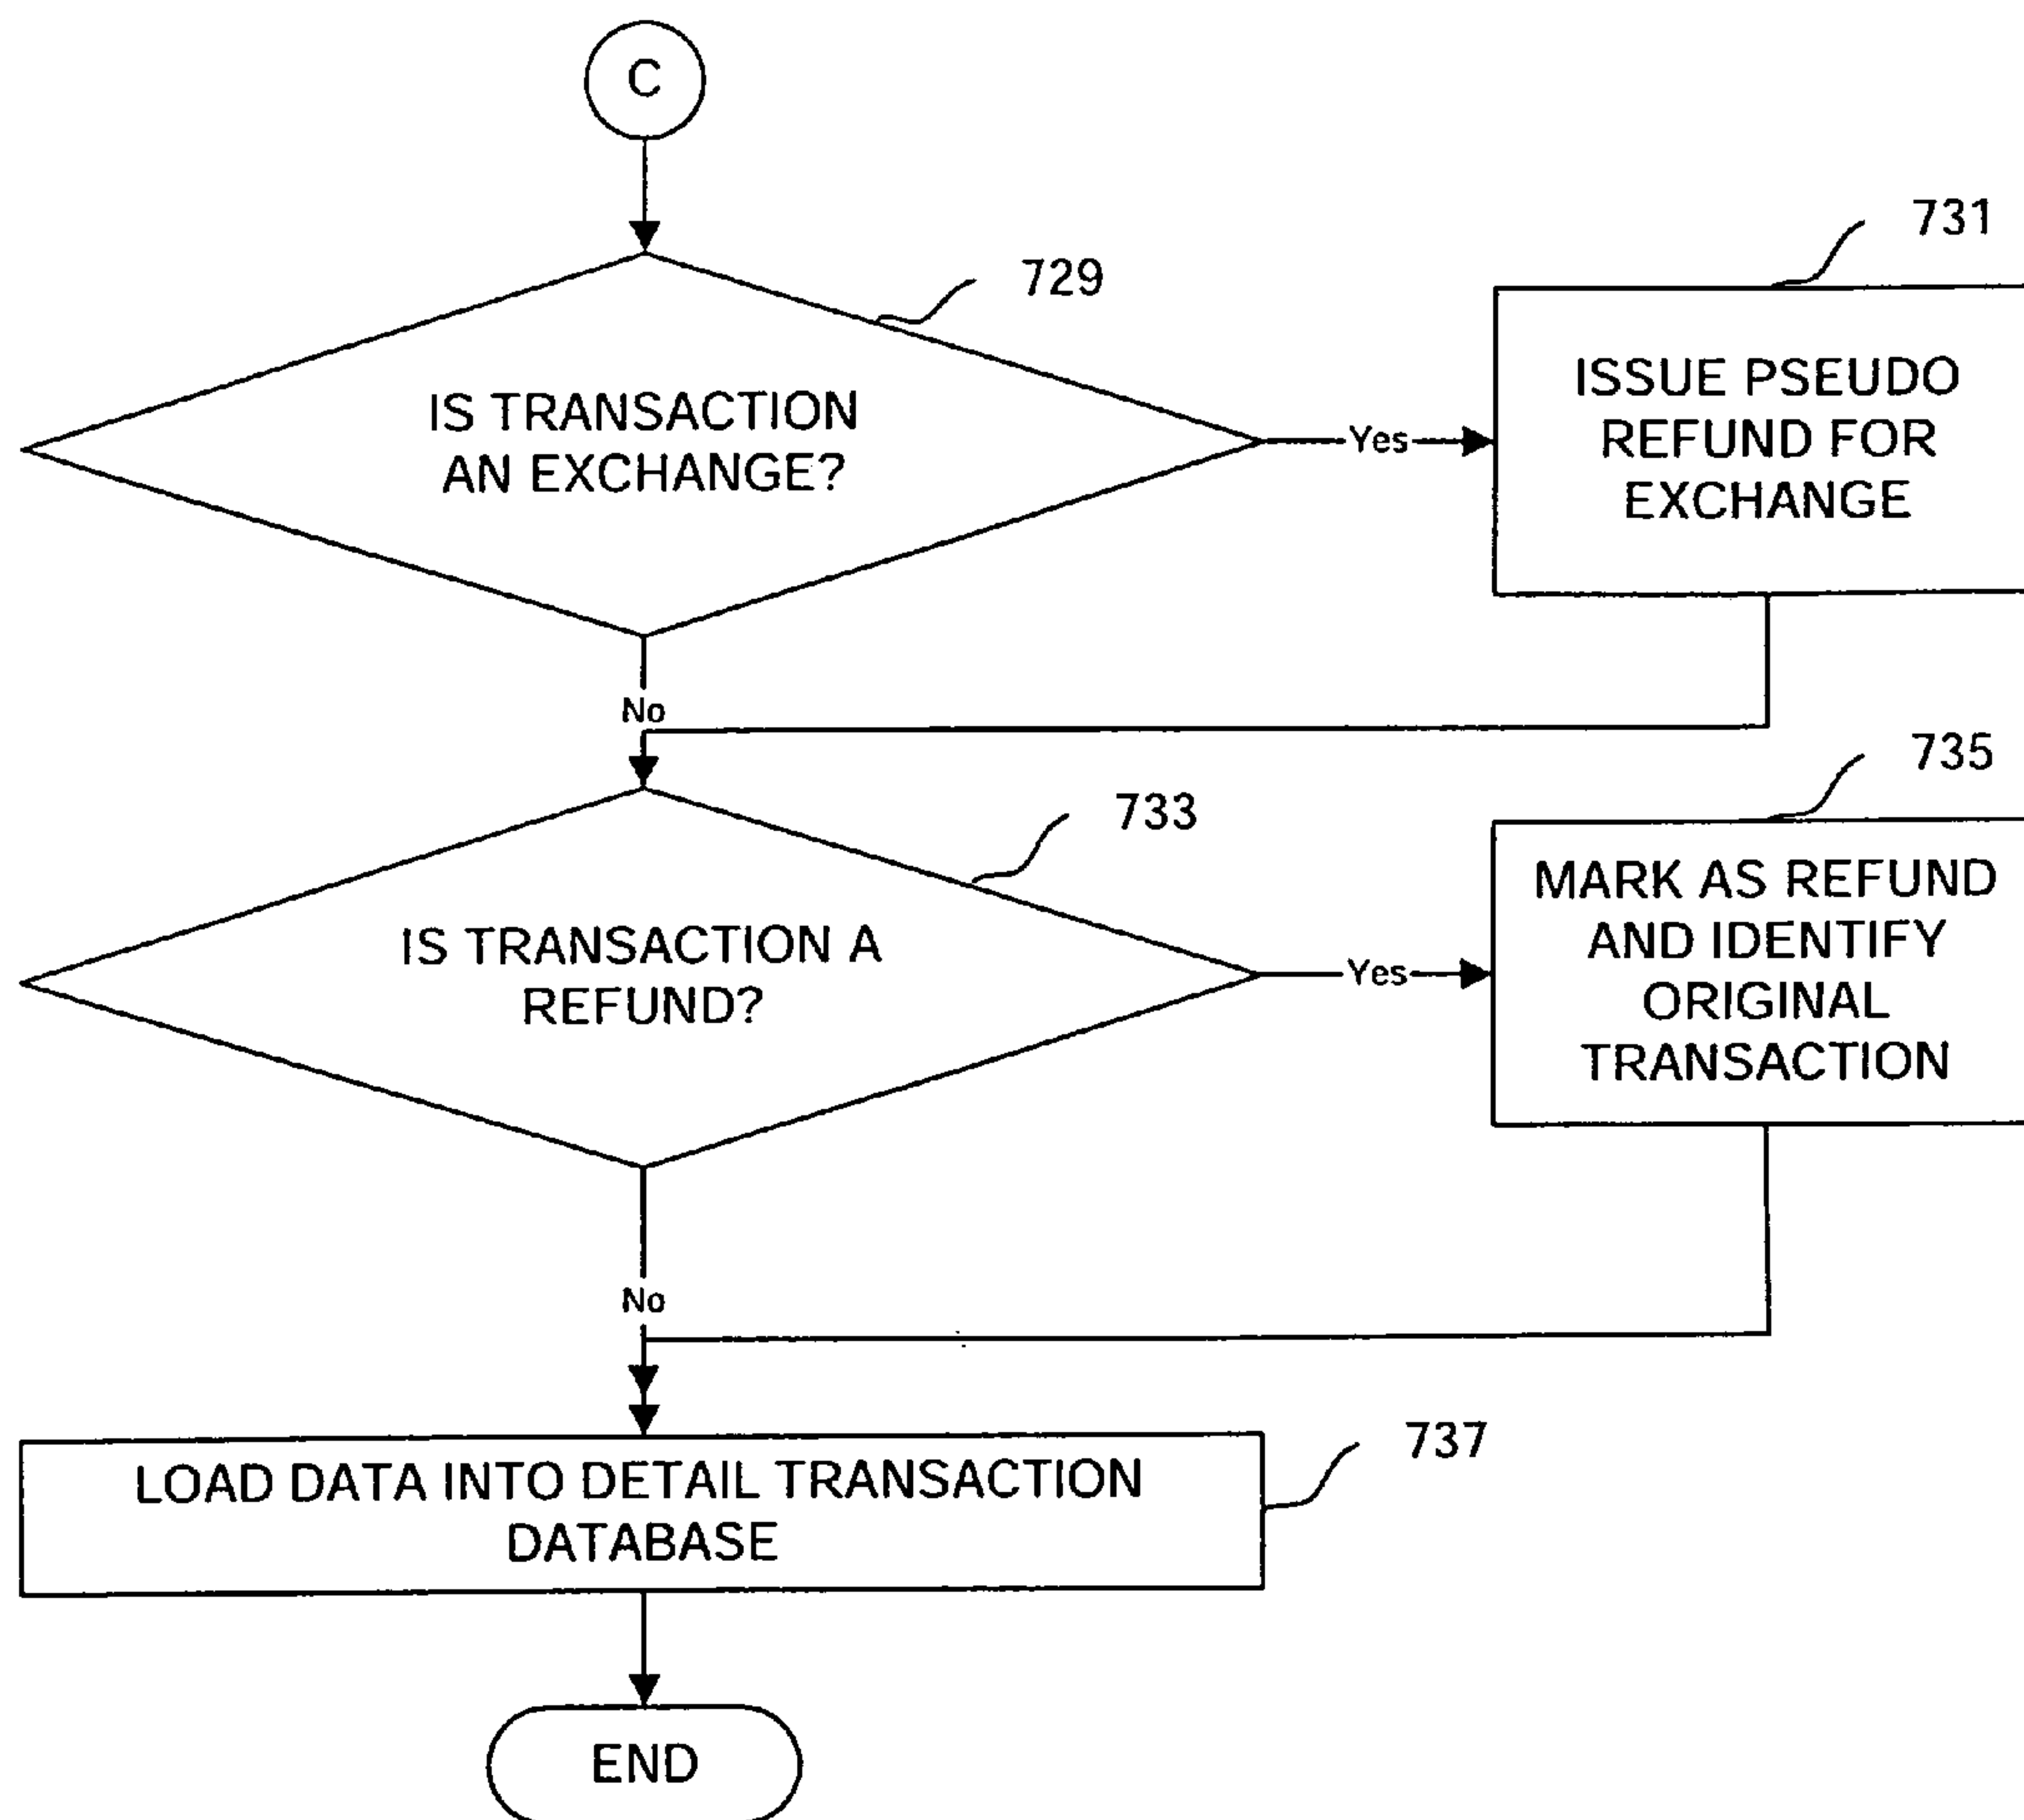 C
729
IS TRANSACTION
AN EXCHANGE?
Yes
731
ISSUE PSEUDO
REFUND FOR
EXCHANGE
No
733
IS TRANSACTION A
REFUND?
Yes
735
MARK AS REFUND
AND IDENTIFY
ORIGINAL
TRANSACTION
No
737
LOAD DATA INTO DETAIL TRANSACTION
DATABASE
END